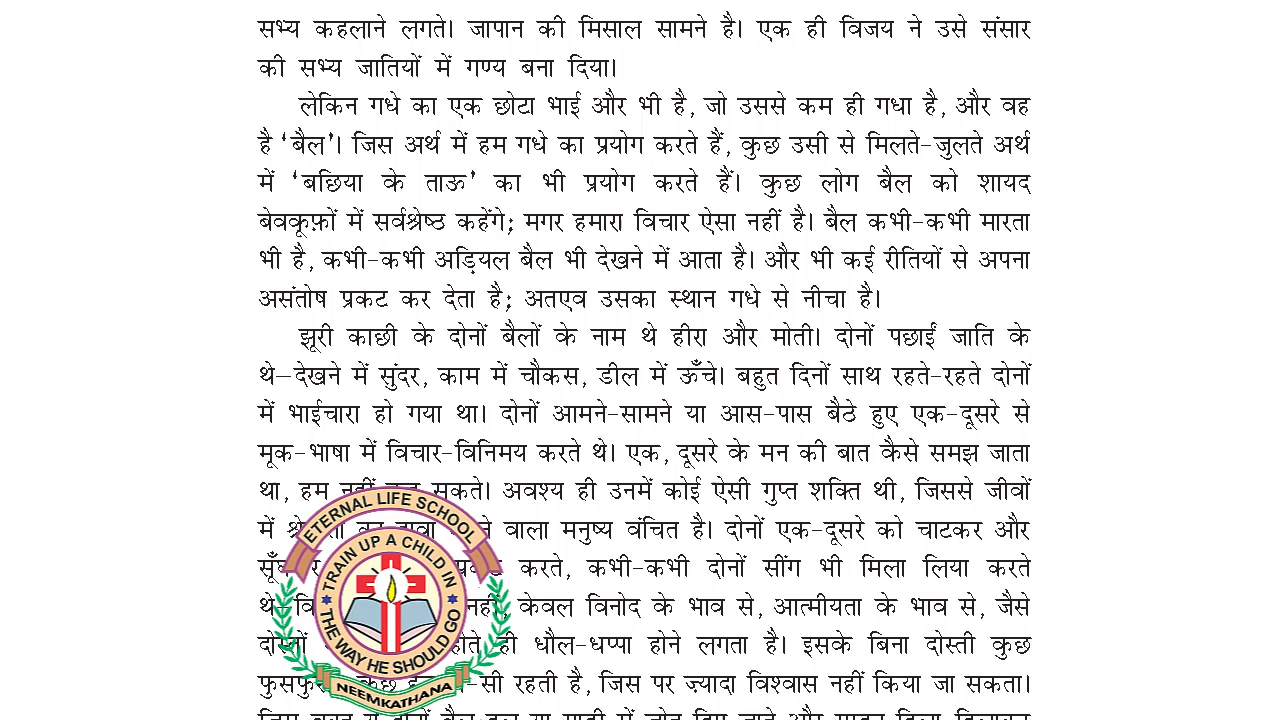 सभ्य कहलाने लगते। जापान की मिसाल सामने है। एक ही विजय ने उसे संसार
की सभ्य जातियों में गण्य बना दिया।
लेकिन गधे का एक छोटा भाई और भी है, जो उससे कम ही गधा है, और वह
है ‘बैल’। जिस अर्थ में हम गधे का प्रयोग करते हैं, कुछ उसी से मिलते-जुलते अर्थ
में ‘बछिया के ताऊ’ का भी प्रयोग करते हैं। कुछ लोग बैल को शायद
बेवकूफ़ों में सर्वश्रेष्ठ कहेंगे; मगर हमारा विचार ऐसा नहीं है। बैल कभी-कभी मारता
भी है, कभी-कभी अड़ियल बैल भी देखने में आता है। और भी कई रीतियों से अपना
असंतोष प्रकट कर देता है; अतएव उसका स्थान गधे से नीचा है।
झूरी काछी के दोनों बैलों के नाम थे हीरा और मोती। दोनों पछाईं जाति के
थे—देखने में सुंदर, काम में चौकस, डील में ऊँचे। बहुत दिनों साथ रहते-रहते दोनों
में भाईचारा हो गया था। दोनों आमने-सामने या आस-पास बैठे हुए एक-दूसरे से
मूक-भाषा में विचार-विनिमय करते थे। एक, दूसरे के मन की बात कैसे समझ जाता
था, हम नहीं सकते। अवश्य ही उनमें कोई ऐसी गुप्त शक्ति थी, जिससे जीवों
में वाला मनुष्य वंचित है। दोनों एक-दूसरे को चाटकर और
करते, कभी-कभी दोनों सींग भी मिला लिया करते
नहीं, केवल विनोद के भाव से, आत्मीयता के भाव से, जैसे
होते ही धौल-धप्पा होने लगता है। इसके बिना दोस्ती कुछ
-सी रहती है, जिस पर ज़्यादा विश्वास नहीं किया जा सकता।
ETERNAL LIFE SCHOOL
TRAIN UP A CHILD IN
THE WAY HE SHOULD GO
NEEMKATHANA